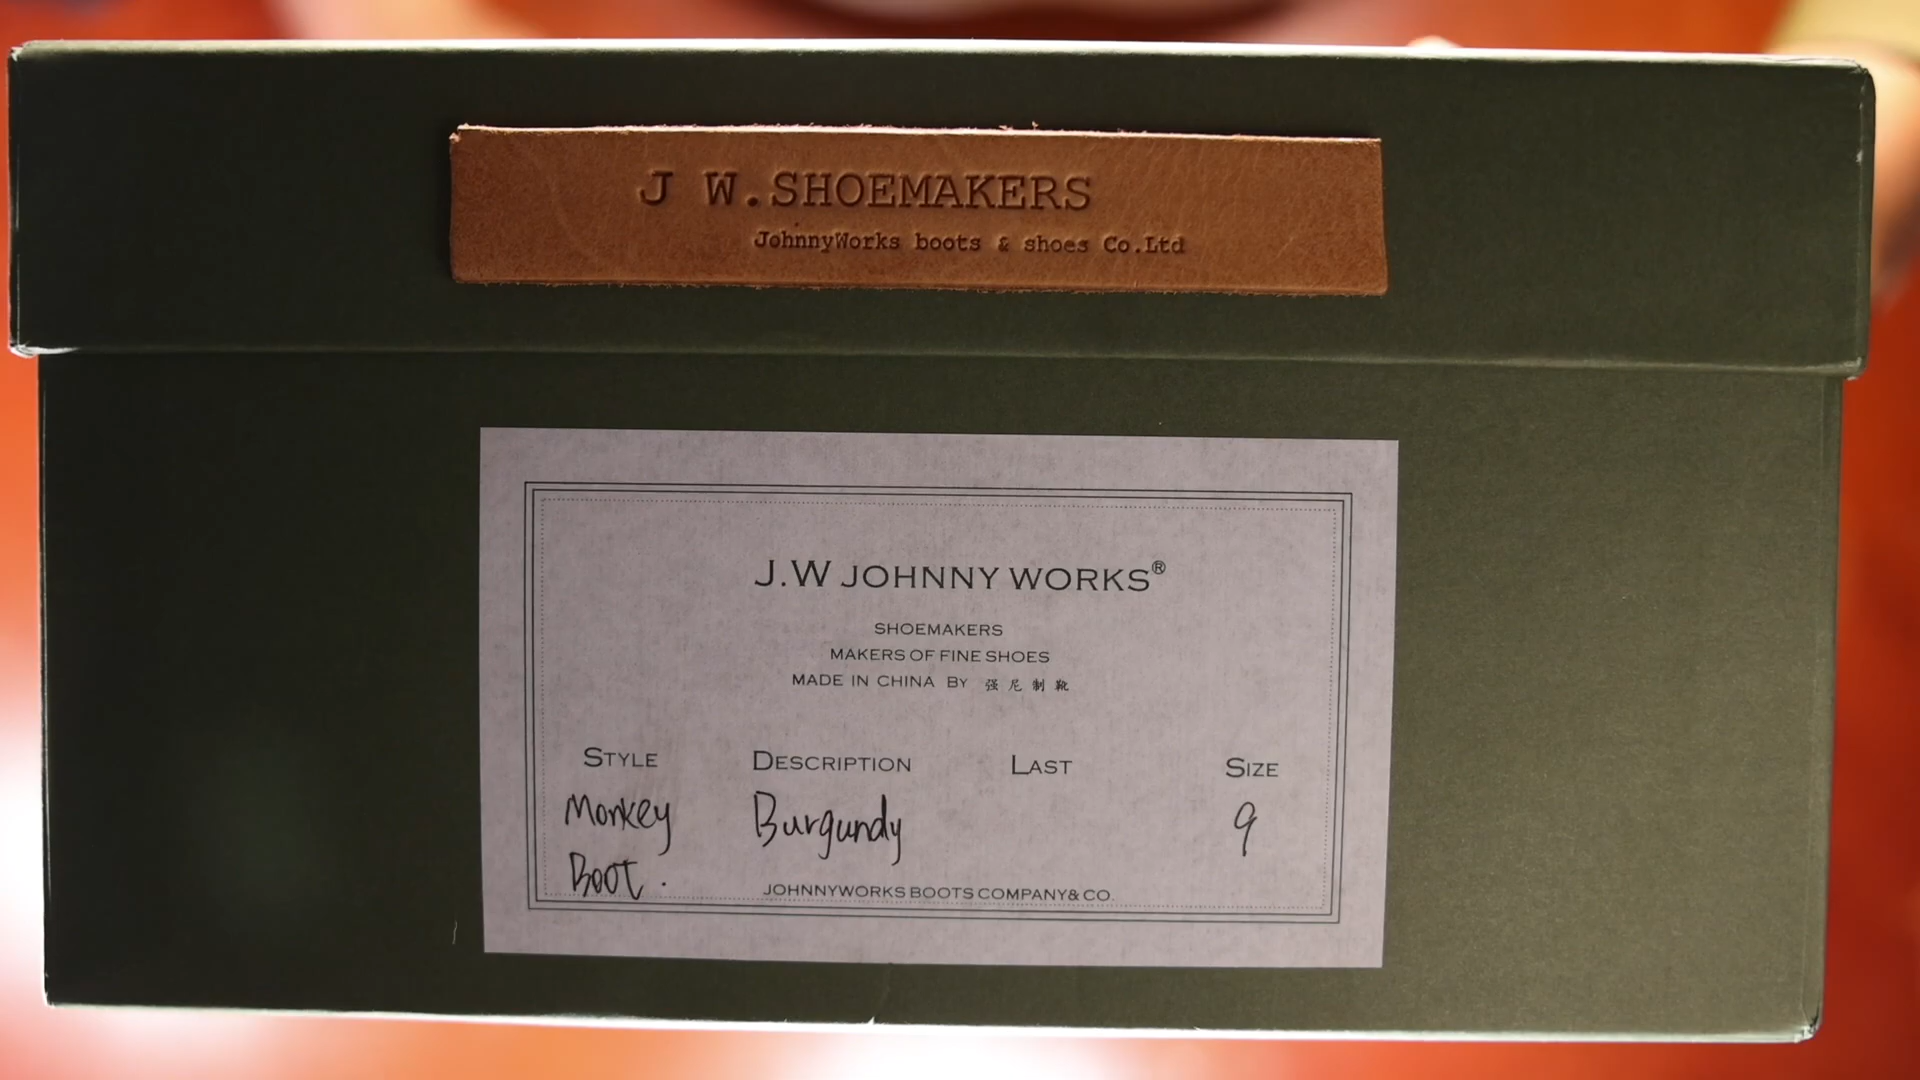 J W.SHOEMAKERS
JohnnyWorks boots & shoes Co.Ltd
J.W JOHNNY WORKS®
SHOEMAKERS
MAKERS OF FINE SHOES
MADE IN CHINA BY 强尼制靴
STYLE DESCRIPTION LAST SIZE
Monkey Burgundy 9
Boot.
JOHNNYWORKS BOOTS COMPANY& CO.